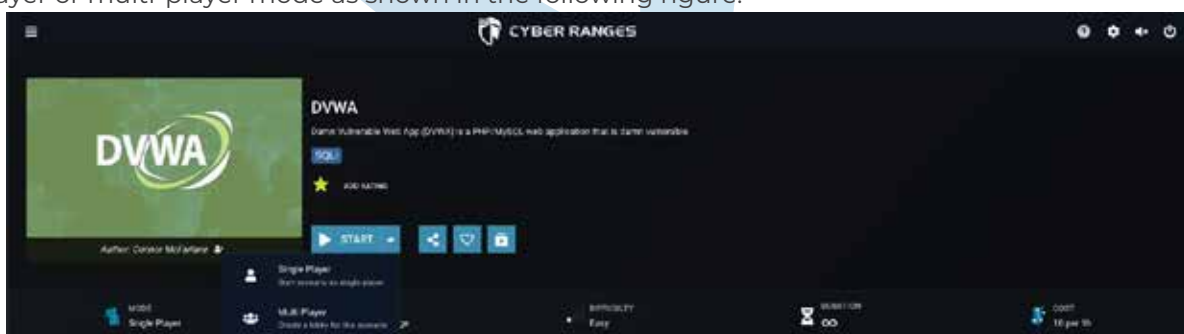 ayer or multi-player mode as shown in the following figure.
CYBER RANGES
DVWA
Damn Vulnerable Web App (DVWA) is a PHP/MySQL web application that is damn vulnerable
DVWA
SQLI
ADD RATING
START
Author: Connor McFarlane
Single Player
Start scenario as single player
MODE
Single Player
Multi Player
Create a lobby for the scenario
DIFFICULTY
Easy
DURATION
∞
COST
10 per 1h